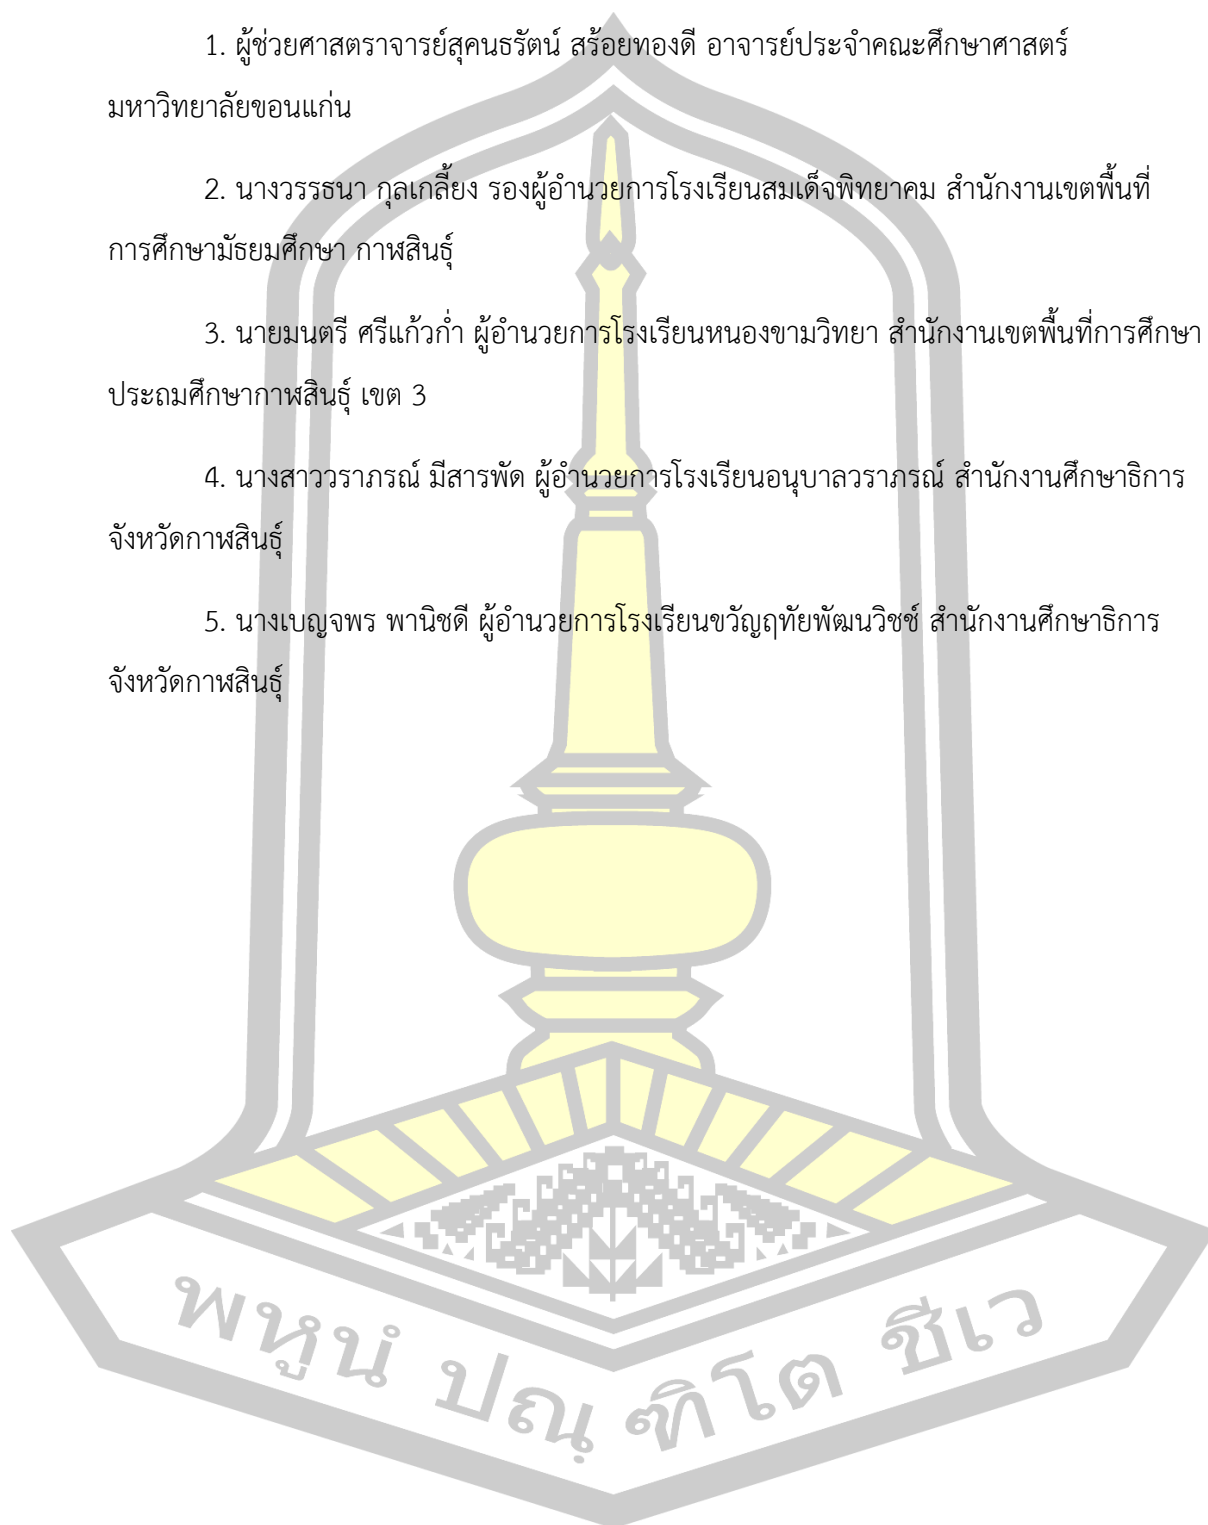 1. ผู้ช่วยศาสตราจารย์สุคนธรัตน์ สร้อยทองดี อาจารย์ประจำคณะศึกษาศาสตร์
มหาวิทยาลัยขอนแก่น
2. นางวรรธนา กุลเกลี้ยง รองผู้อำนวยการโรงเรียนสมเด็จพิทยาคม สำนักงานเขตพื้นที่
การศึกษามัธยมศึกษา กาฬสินธุ์
3. นายมนตรี ศรีแก้วก่ำ ผู้อำนวยการโรงเรียนหนองขามวิทยา สำนักงานเขตพื้นที่การศึกษา
ประถมศึกษากาฬสินธุ์ เขต 3
4. นางสาววราภรณ์ มีสารพัด ผู้อำนวยการโรงเรียนอนุบาลวราภรณ์ สำนักงานศึกษาธิการ
จังหวัดกาฬสินธุ์
5. นางเบญจพร พานิชดี ผู้อำนวยการโรงเรียนขวัญฤทัยพัฒนวิชช์ สำนักงานศึกษาธิการ
จังหวัดกาฬสินธุ์
พหูนํ ปณฺ ฑิโต ชีเว